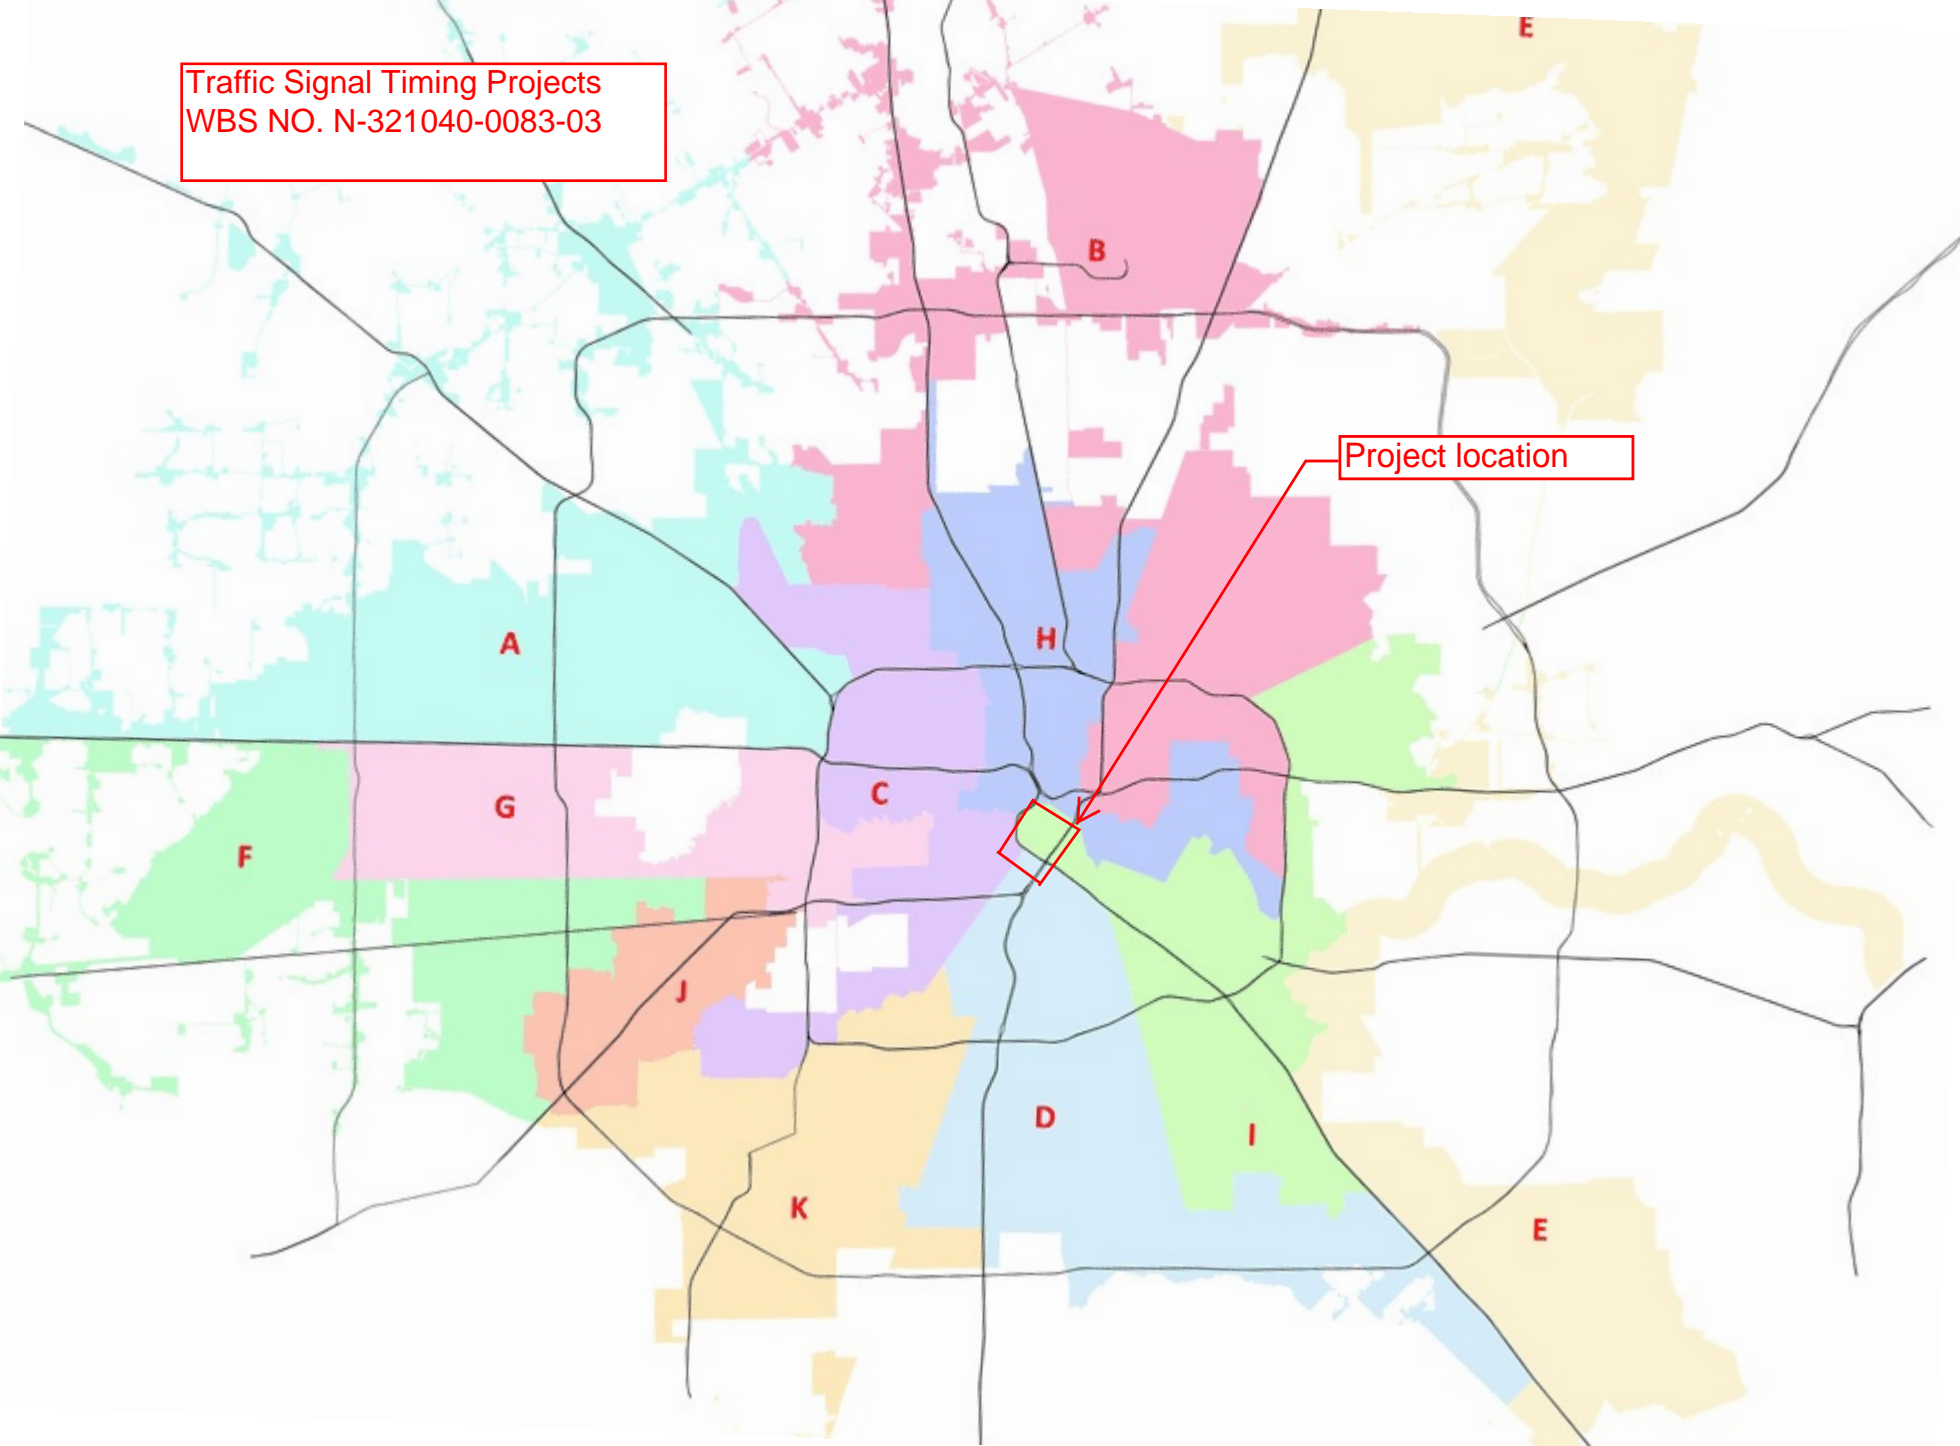 E
Traffic Signal Timing Projects
WBS NO. N-321040-0083-03
B
Project location
H
A
C
G
F
J
D
I
K
E